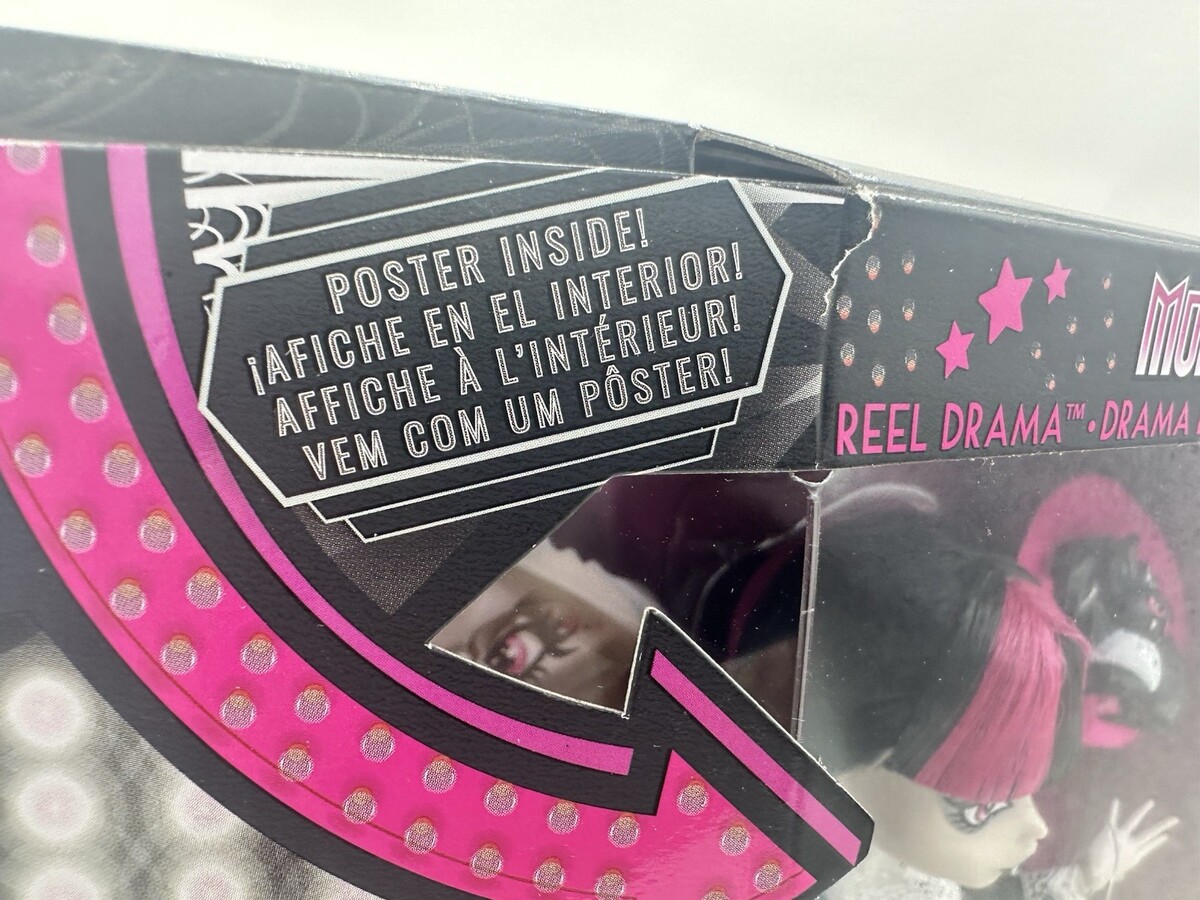 POSTER INSIDE!
¡AFICHE EN EL INTERIOR!
AFFICHE À L'INTÉRIEUR!
VEM COM UM PÔSTER!
REEL DRAMA™ • DRAMA